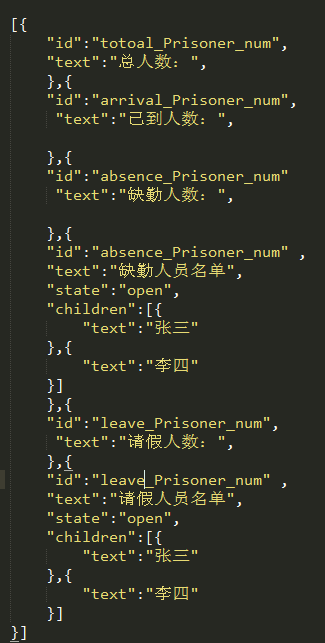 [{
"id":"totoal_Prisoner_num",
"text":"总人数：",
},{
"id":"arrival_Prisoner_num",
"text":"已到人数：",
},{
"id":"absence_Prisoner_num"
"text":"缺勤人数：",
},{
"id":"absence_Prisoner_num" ,
"text":"缺勤人员名单",
"state":"open",
"children":[{
"text":"张三"
},{
"text":"李四"
}]
},{
"id":"leave_Prisoner_num",
"text":"请假人数：",
},{
"id":"leave_Prisoner_num" ,
"text":"请假人员名单",
"state":"open",
"children":[{
"text":"张三"
},{
"text":"李四"
}]
}]